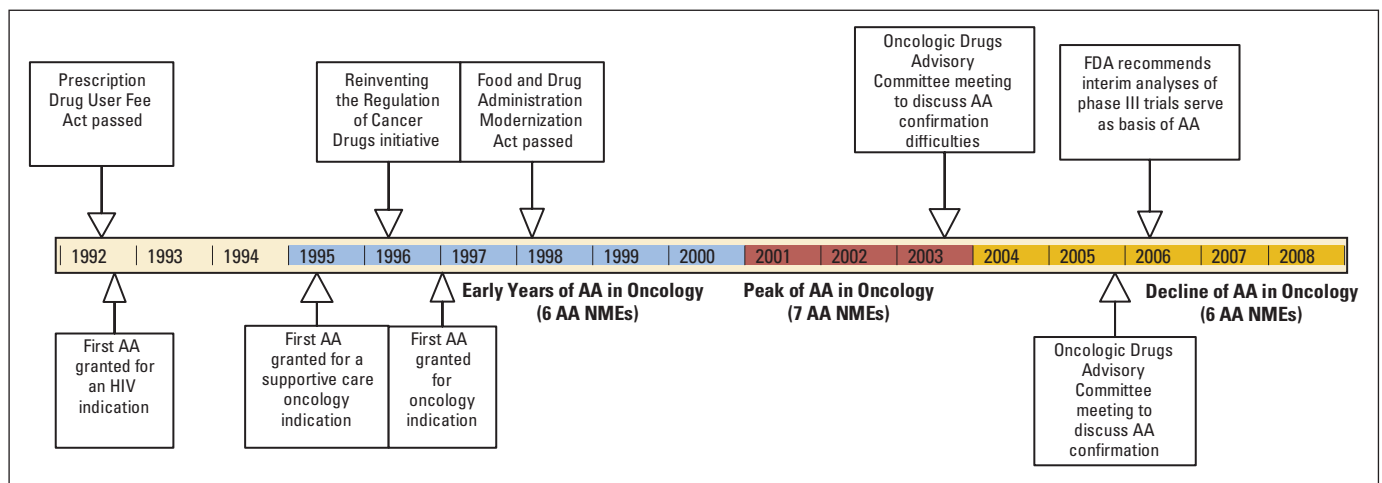 Prescription
Drug User Fee
Act passed
Reinventing
the Regulation
of Cancer
Drugs initiative
Food and Drug
Administration
Modernization
Act passed
Oncologic Drugs
Advisory
Committee meeting
to discuss AA
confirmation
difficulties
FDA recommends
interim analyses of
phase III trials serve
as basis of AA
1992 1993 1994 1995 1996 1997 1998 1999 2000 2001 2002 2003 2004 2005 2006 2007 2008
Early Years of AA in Oncology
(6 AA NMEs)
Peak of AA in Oncology
(7 AA NMEs)
Decline of AA in Oncology
(6 AA NMEs)
First AA
granted for
an HIV
indication
First AA
granted for a
supportive care
oncology
indication
First AA
granted
for
oncology
indication
Oncologic Drugs
Advisory
Committee
meeting to
discuss AA
confirmation